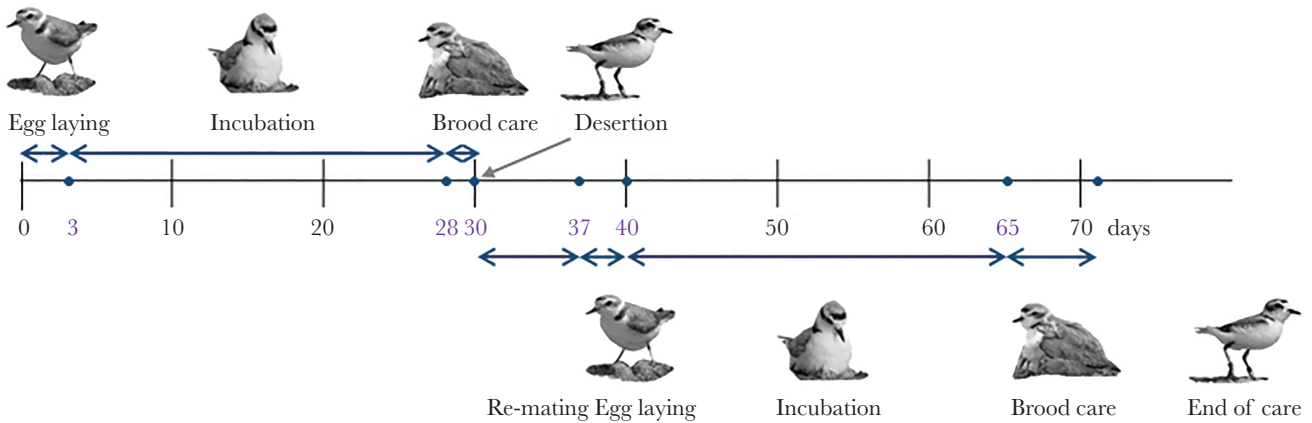 Egg laying Incubation Brood care Desertion
0 3 10 20 28 30 37 40 50 60 65 70 days
Re-mating Egg laying Incubation Brood care End of care